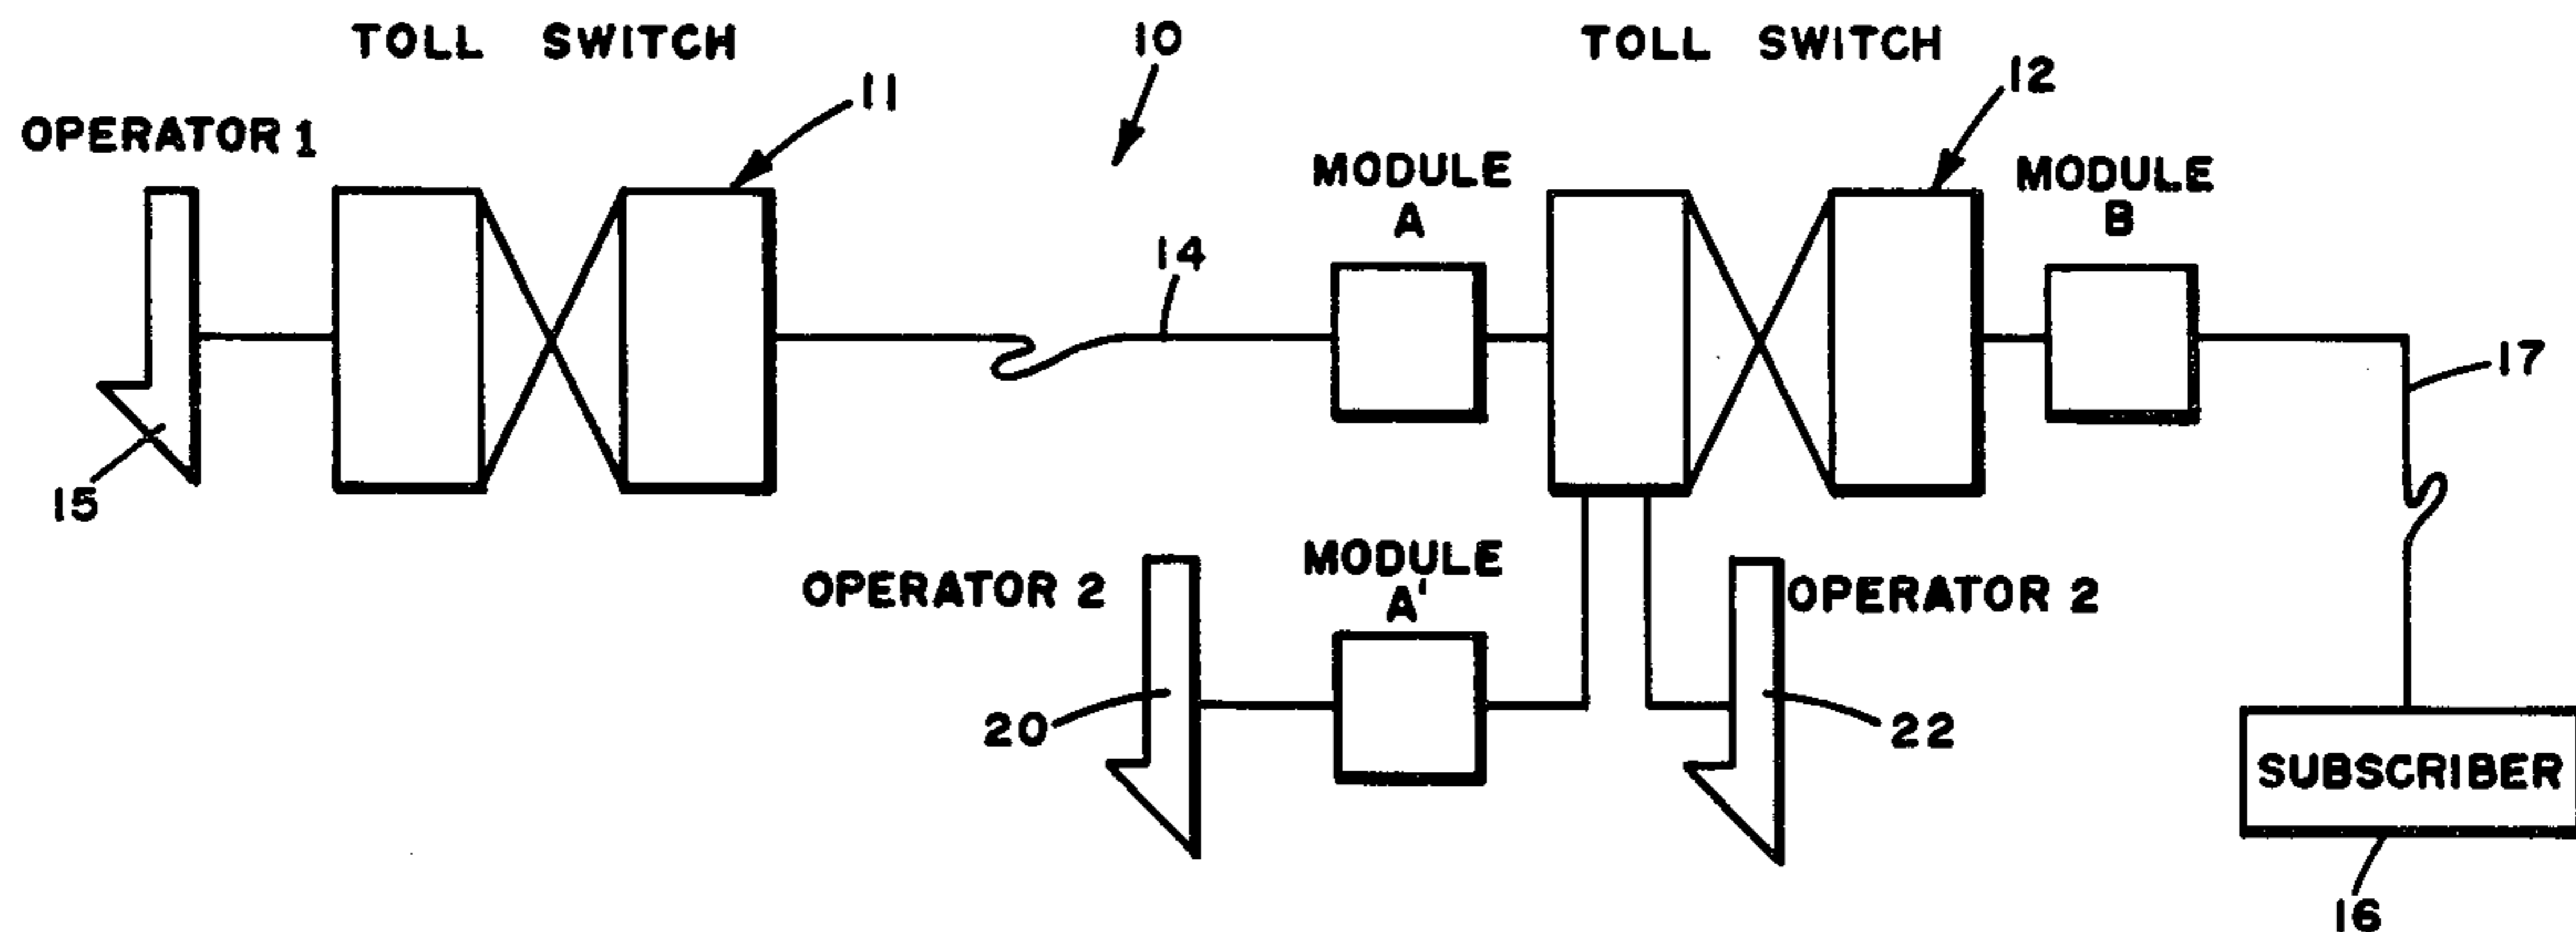 TOLL SWITCH
10
TOLL SWITCH
11
12
OPERATOR 1
MODULE
A
MODULE
B
14
17
15
OPERATOR 2
MODULE
A'
OPERATOR 2
20
22
SUBSCRIBER
16